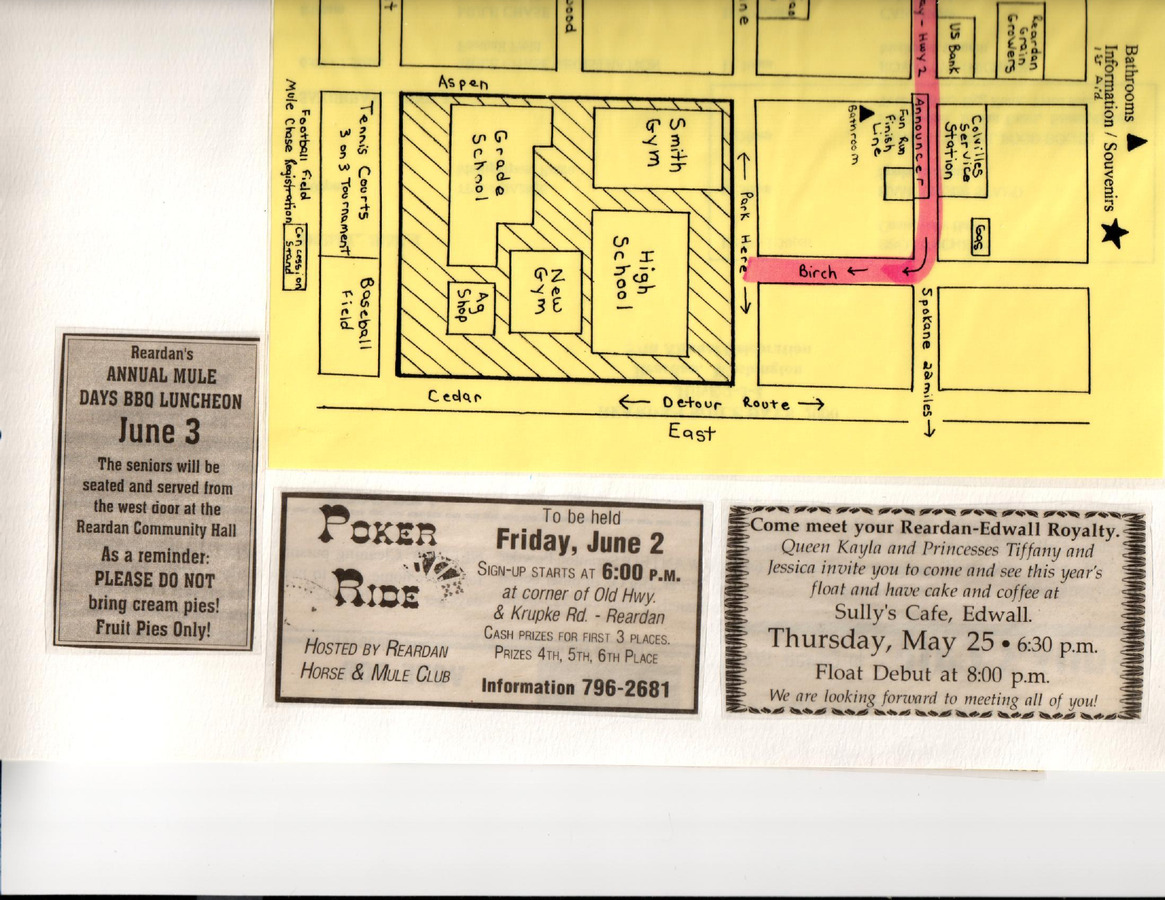 Bathrooms
Information / Souvenirs
1st Aid
Reardan
Grain
Growers
US Bank
Hwy 2
Aspen
Smith
Gym
Grade
School
High
School
New
Gym
Ag
Shop
Tennis Courts
3 on 3 Tournament
Baseball
Field
Football Field
Mule Chase Registration
Concession
Stand
← Park Here →
Announcer
Fun Run
Finish
Line
Bathroom
Colvilles
Service
Station
Gas
Birch ←
Spokane 22 miles →
Cedar
← Detour Route →
East
Reardan's
ANNUAL MULE
DAYS BBQ LUNCHEON
June 3
The seniors will be
seated and served from
the west door at the
Reardan Community Hall
As a reminder:
PLEASE DO NOT
bring cream pies!
Fruit Pies Only!
POKER
RIDE
HOSTED BY REARDAN
HORSE & MULE CLUB
To be held
Friday, June 2
SIGN-UP STARTS AT 6:00 P.M.
at corner of Old Hwy.
& Krupke Rd. - Reardan
CASH PRIZES FOR FIRST 3 PLACES.
PRIZES 4TH, 5TH, 6TH PLACE
Information 796-2681
Come meet your Reardan-Edwall Royalty.
Queen Kayla and Princesses Tiffany and
Jessica invite you to come and see this year's
float and have cake and coffee at
Sully's Cafe, Edwall.
Thursday, May 25 • 6:30 p.m.
Float Debut at 8:00 p.m.
We are looking forward to meeting all of you!